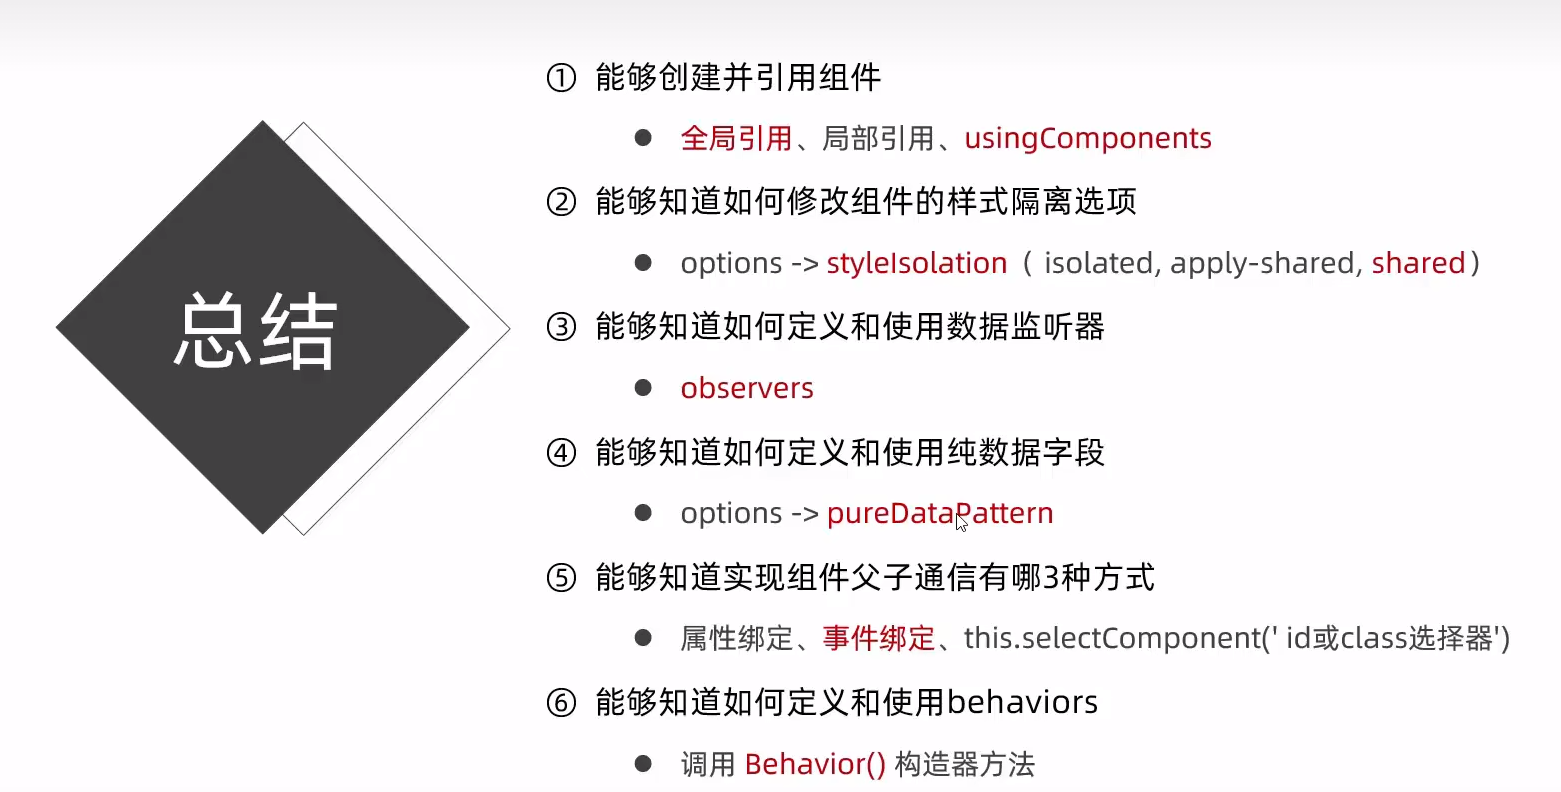 总结
① 能够创建并引用组件
● 全局引用、局部引用、usingComponents
② 能够知道如何修改组件的样式隔离选项
● options -> styleIsolation（ isolated, apply-shared, shared）
③ 能够知道如何定义和使用数据监听器
● observers
④ 能够知道如何定义和使用纯数据字段
● options -> pureDataPattern
⑤ 能够知道实现组件父子通信有哪3种方式
● 属性绑定、事件绑定、this.selectComponent(' id或class选择器')
⑥ 能够知道如何定义和使用behaviors
● 调用 Behavior() 构造器方法